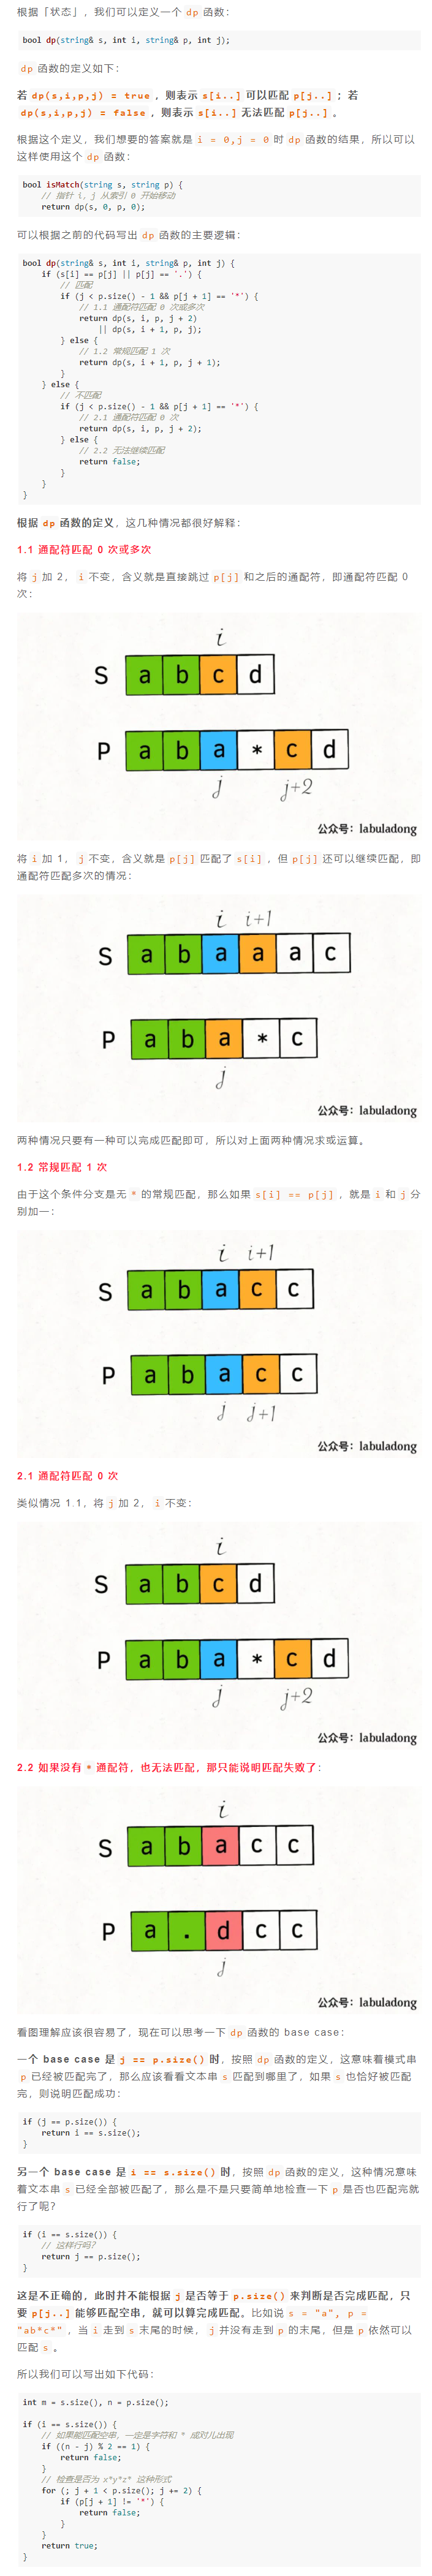 根据「状态」，我们可以定义一个 dp 函数：
bool dp(string& s, int i, string& p, int j);
dp 函数的定义如下：
若 dp(s,i,p,j) = true ，则表示 s[i..] 可以匹配 p[j..] ；若
dp(s,i,p,j) = false ，则表示 s[i..] 无法匹配 p[j..] 。
根据这个定义，我们想要的答案就是 i = 0,j = 0 时 dp 函数的结果，所以可以
这样使用这个 dp 函数：
bool isMatch(string s, string p) {
// 指针 i，j 从索引 0 开始移动
return dp(s, 0, p, 0);
可以根据之前的代码写出 dp 函数的主要逻辑：
bool dp(string& s, int i, string& p, int j) {
if (s[i] == p[j] || p[j] == '.') {
// 匹配
if (j < p.size() - 1 && p[j + 1] == '*') {
// 1.1 通配符匹配 0 次或多次
return dp(s, i, p, j + 2)
|| dp(s, i + 1, p, j);
} else {
// 1.2 常规匹配 1 次
return dp(s, i + 1, p, j + 1);
}
} else {
// 不匹配
if (j < p.size() - 1 && p[j + 1] == '*') {
// 2.1 通配符匹配 0 次
return dp(s, i, p, j + 2);
} else {
// 2.2 无法继续匹配
return false;
}
}
}
根据 dp 函数的定义，这几种情况都很好解释：
1.1 通配符匹配 0 次或多次
将 j 加 2，i 不变，含义就是直接跳过 p[j] 和之后的通配符，即通配符匹配 0
次：
i
S a b c d
P a b a * c d
j j+2
公众号：labuladong
将 i 加 1，j 不变，含义就是 p[j] 匹配了 s[i] ，但 p[j] 还可以继续匹配，即
通配符匹配多次的情况：
i i+1
S a b a a a c
P a b a * c
j
公众号：labuladong
两种情况只要有一种可以完成匹配即可，所以对上面两种情况求或运算。
1.2 常规匹配 1 次
由于这个条件分支是无 * 的常规匹配，那么如果 s[i] == p[j] ，就是 i 和 j 分
别加一：
i i+1
S a b a c c
P a b a c c
j j+1
公众号：labuladong
2.1 通配符匹配 0 次
类似情况 1.1，将 j 加 2，i 不变：
i
S a b c d
P a b a * c d
j j+2
公众号：labuladong
2.2 如果没有 * 通配符，也无法匹配，那只能说明匹配失败了：
i
S a b a c c
P a . d c c
j
公众号：labuladong
看图理解应该很容易了，现在可以思考一下 dp 函数的 base case：
一个 base case 是 j == p.size() 时，按照 dp 函数的定义，这意味着模式串
p 已经被匹配完了，那么应该看看文本串 s 匹配到哪里了，如果 s 也恰好被匹配
完，则说明匹配成功：
if (j == p.size()) {
return i == s.size();
}
另一个 base case 是 i == s.size() 时，按照 dp 函数的定义，这种情况意味
着文本串 s 已经全部被匹配了，那么是不是只要简单地检查一下 p 是否也匹配完就
行了呢？
if (i == s.size()) {
// 这样行吗？
return j == p.size();
}
这是不正确的，此时并不能根据 j 是否等于 p.size() 来判断是否完成匹配，只
要 p[j..] 能够匹配空串，就可以算完成匹配。比如说 s = "a", p =
"ab*c*" ，当 i 走到 s 末尾的时候，j 并没有走到 p 的末尾，但是 p 依然可以
匹配 s 。
所以我们可以写出如下代码：
int m = s.size(), n = p.size();
if (i == s.size()) {
// 如果能匹配空串，一定是字符和 * 成对儿出现
if ((n - j) % 2 == 1) {
return false;
}
// 检查是否为 x*y*z* 这种形式
for (; j + 1 < p.size(); j += 2) {
if (p[j + 1] != '*') {
return false;
}
}
return true;
}